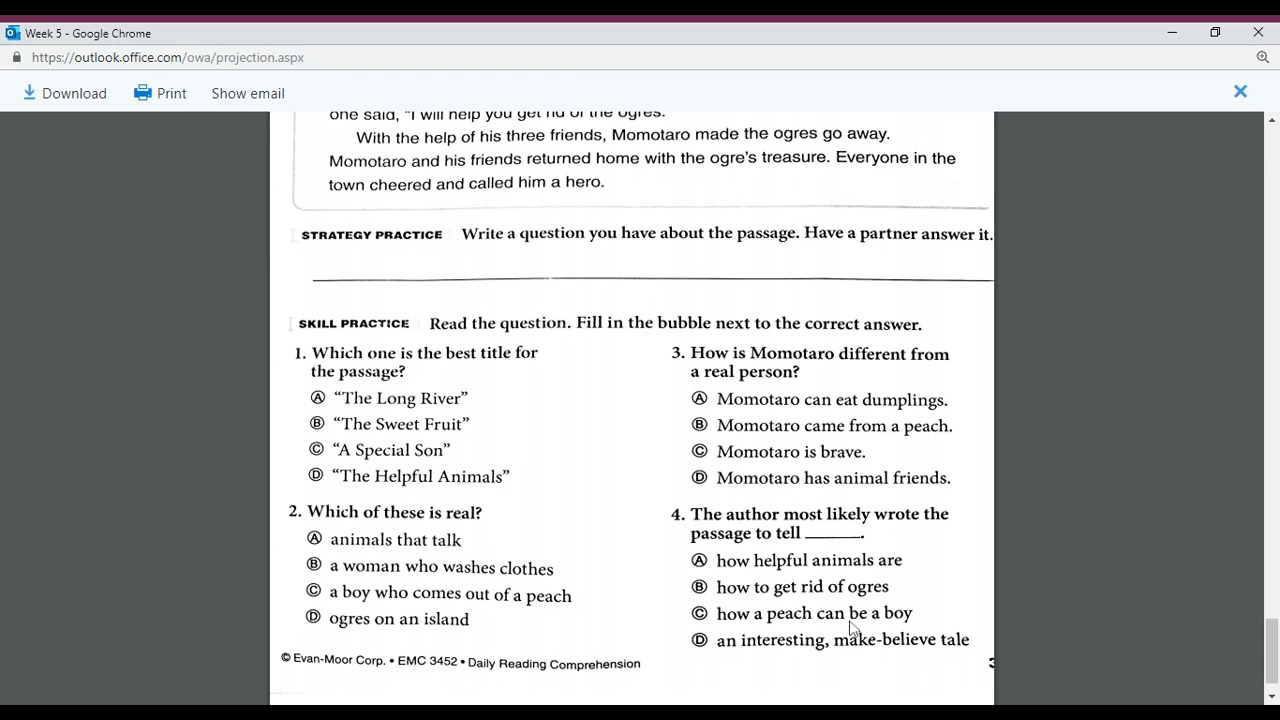 Week 5 - Google Chrome
https://outlook.office.com/owa/projection.aspx
Download Print Show email
one said, "I will help you get rid of the ogres.
With the help of his three friends, Momotaro made the ogres go away.
Momotaro and his friends returned home with the ogre's treasure. Everyone in the
town cheered and called him a hero.
STRATEGY PRACTICE Write a question you have about the passage. Have a partner answer it.
SKILL PRACTICE Read the question. Fill in the bubble next to the correct answer.
1. Which one is the best title for
the passage?
Ⓐ “The Long River”
Ⓑ “The Sweet Fruit”
Ⓒ “A Special Son”
Ⓓ “The Helpful Animals”
2. Which of these is real?
Ⓐ animals that talk
Ⓑ a woman who washes clothes
Ⓒ a boy who comes out of a peach
Ⓓ ogres on an island
3. How is Momotaro different from
a real person?
Ⓐ Momotaro can eat dumplings.
Ⓑ Momotaro came from a peach.
Ⓒ Momotaro is brave.
Ⓓ Momotaro has animal friends.
4. The author most likely wrote the
passage to tell ______.
Ⓐ how helpful animals are
Ⓑ how to get rid of ogres
Ⓒ how a peach can be a boy
Ⓓ an interesting, make-believe tale
© Evan-Moor Corp. • EMC 3452 • Daily Reading Comprehension